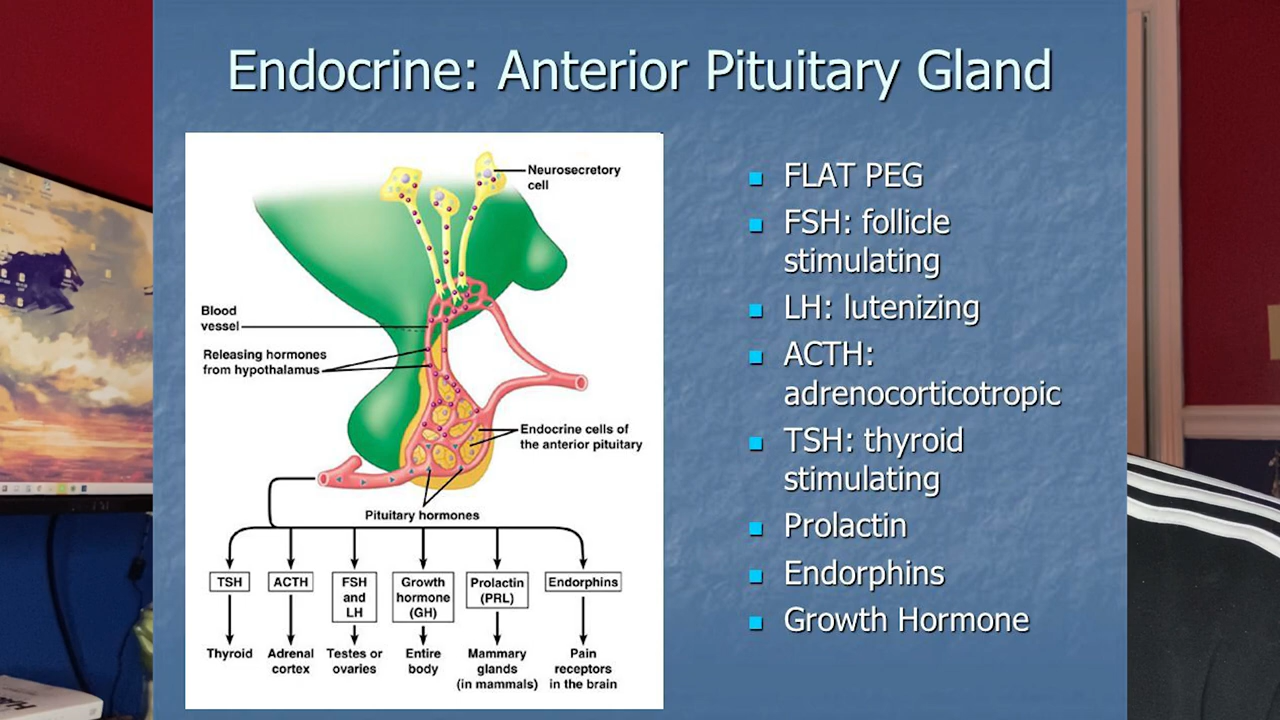 Endocrine: Anterior Pituitary Gland
Neurosecretory
cell
Blood
vessel
Releasing hormones
from hypothalamus
Endocrine cells of
the anterior pituitary
Pituitary hormones
TSH
ACTH
FSH
and
LH
Growth
hormone
(GH)
Prolactin
(PRL)
Endorphins
Thyroid
Adrenal
cortex
Testes or
ovaries
Entire
body
Mammary
glands
(in mammals)
Pain
receptors
in the brain
FLAT PEG
FSH: follicle
stimulating
LH: lutenizing
ACTH:
adrenocorticotropic
TSH: thyroid
stimulating
Prolactin
Endorphins
Growth Hormone